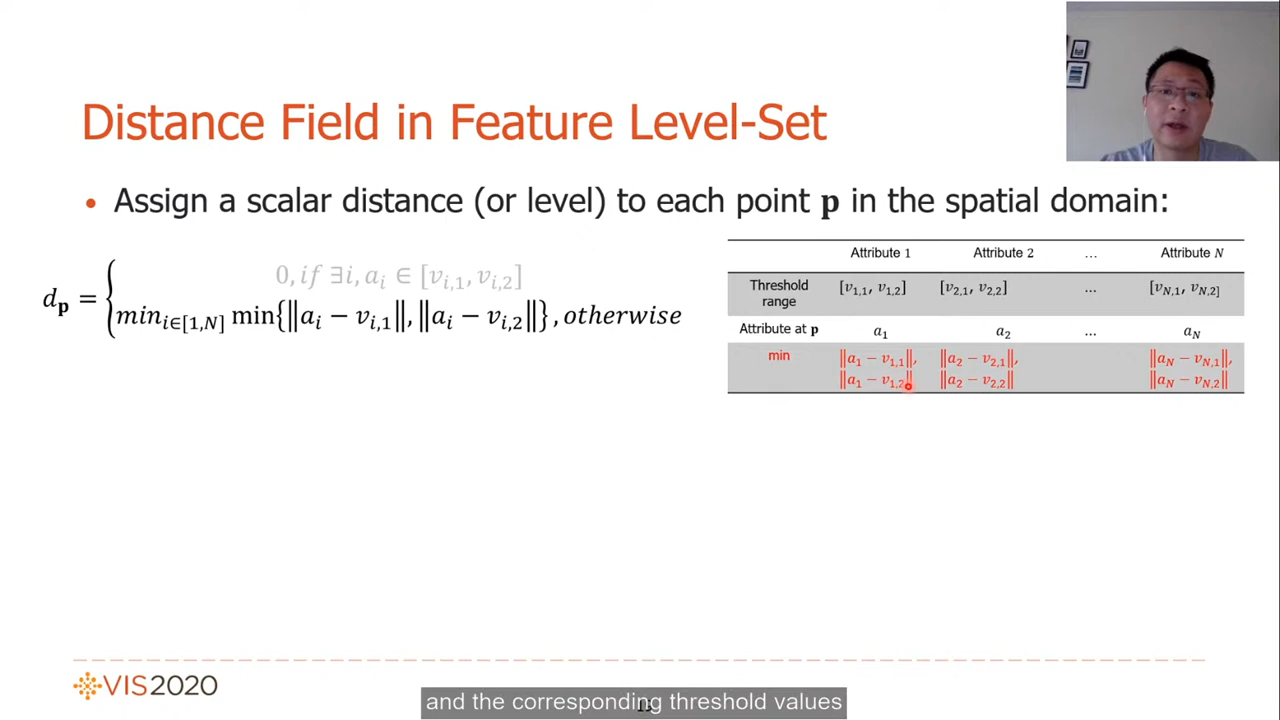 Distance Field in Feature Level-Set
• Assign a scalar distance (or level) to each point p in the spatial domain:
d_p = { 0, if ∃i, a_i ∈ [v_{i,1}, v_{i,2}]
min_{i∈[1,N]} min{‖a_i − v_{i,1}‖, ‖a_i − v_{i,2}‖}, otherwise
Attribute 1 Attribute 2 ... Attribute N
Threshold range [v_{1,1}, v_{1,2}] [v_{2,1}, v_{2,2}] ... [v_{N,1}, v_{N,2}]
Attribute at p a_1 a_2 ... a_N
min ‖a_1 − v_{1,1}‖, ‖a_2 − v_{2,1}‖, ‖a_N − v_{N,1}‖,
‖a_1 − v_{1,2}‖ ‖a_2 − v_{2,2}‖ ‖a_N − v_{N,2}‖
VIS2020
and the corresponding threshold values